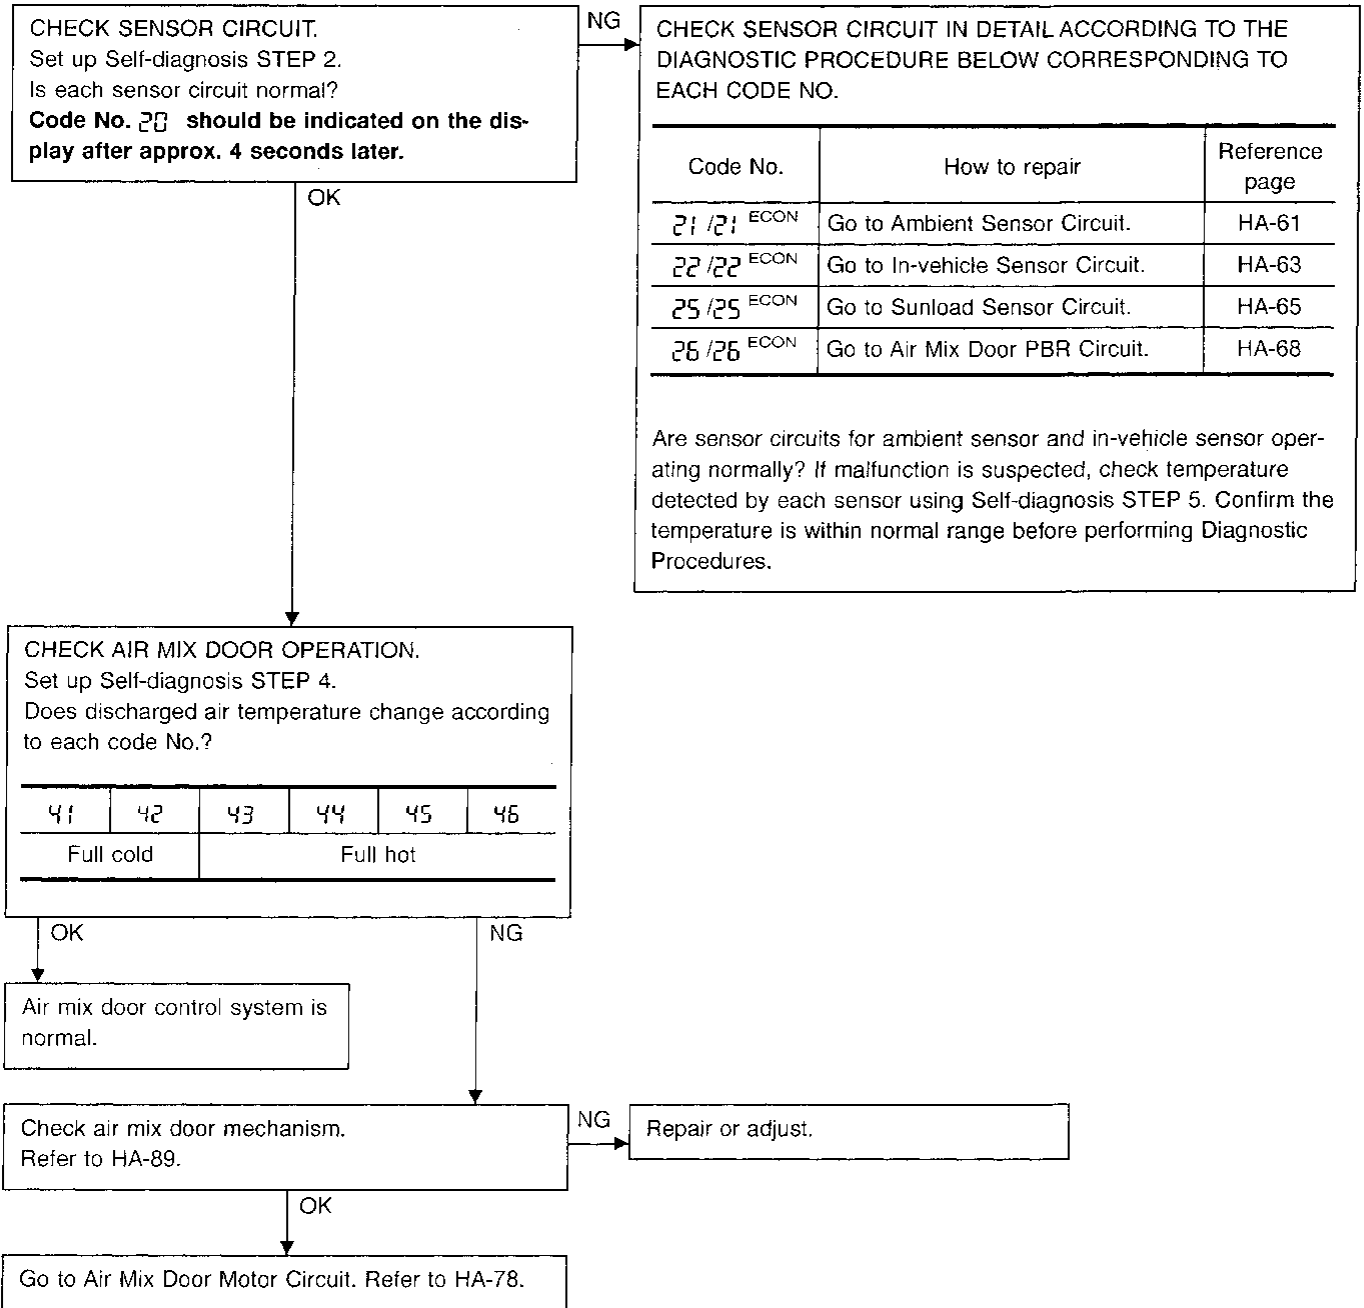 CHECK SENSOR CIRCUIT.
Set up Self-diagnosis STEP 2.
Is each sensor circuit normal?
Code No. 20 should be indicated on the dis-
play after approx. 4 seconds later.
NG
OK
CHECK SENSOR CIRCUIT IN DETAIL ACCORDING TO THE
DIAGNOSTIC PROCEDURE BELOW CORRESPONDING TO
EACH CODE NO.
Code No. How to repair Reference
page
21 /21 ECON Go to Ambient Sensor Circuit. HA-61
22 /22 ECON Go to In-vehicle Sensor Circuit. HA-63
25 /25 ECON Go to Sunload Sensor Circuit. HA-65
26 /26 ECON Go to Air Mix Door PBR Circuit. HA-68
Are sensor circuits for ambient sensor and in-vehicle sensor oper-
ating normally? If malfunction is suspected, check temperature
detected by each sensor using Self-diagnosis STEP 5. Confirm the
temperature is within normal range before performing Diagnostic
Procedures.
CHECK AIR MIX DOOR OPERATION.
Set up Self-diagnosis STEP 4.
Does discharged air temperature change according
to each code No.?
41 42 43 44 45 46
Full cold Full hot
OK
NG
Air mix door control system is
normal.
Check air mix door mechanism.
Refer to HA-89.
NG
Repair or adjust.
OK
Go to Air Mix Door Motor Circuit. Refer to HA-78.